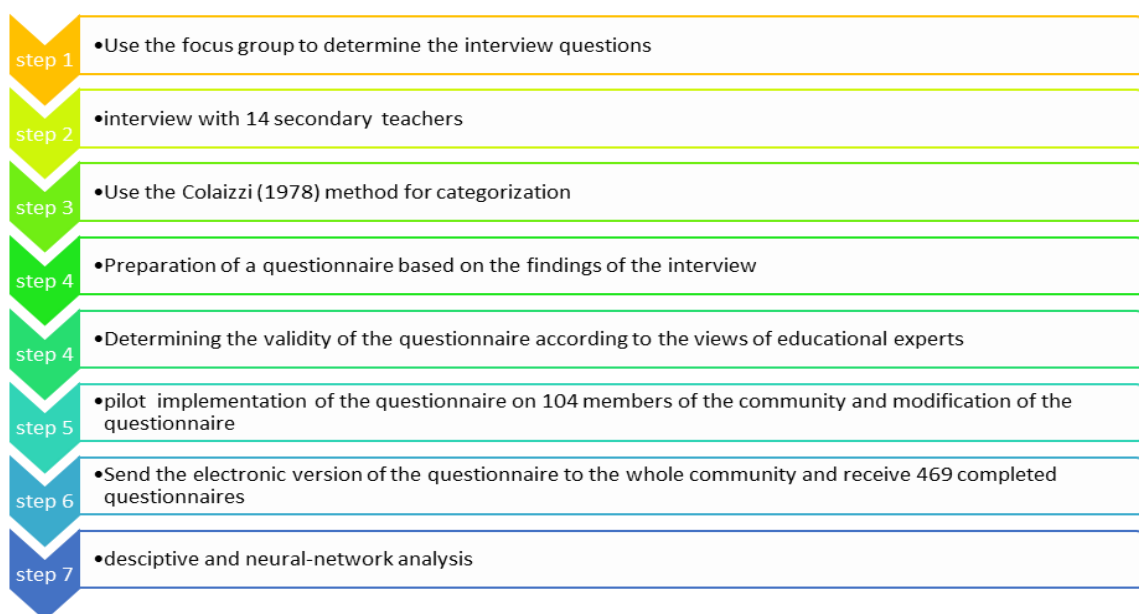 step 1
•Use the focus group to determine the interview questions
step 2
•interview with 14 secondary teachers
step 3
•Use the Colaizzi (1978) method for categorization
step 4
•Preparation of a questionnaire based on the findings of the interview
step 4
•Determining the validity of the questionnaire according to the views of educational experts
step 5
•pilot implementation of the questionnaire on 104 members of the community and modification of the
questionnaire
step 6
•Send the electronic version of the questionnaire to the whole community and receive 469 completed
questionnaires
step 7
•desciptive and neural-network analysis